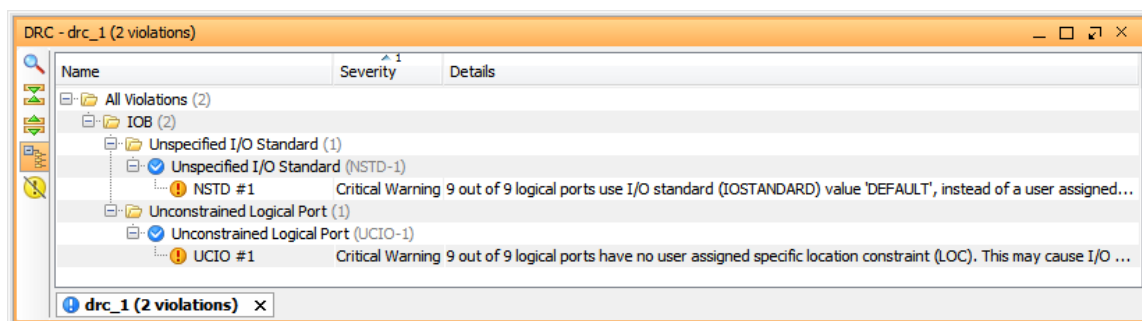 DRC - drc_1 (2 violations)
Name 1 Severity Details
All Violations (2)
IOB (2)
Unspecified I/O Standard (1)
Unspecified I/O Standard (NSTD-1)
NSTD #1 Critical Warning 9 out of 9 logical ports use I/O standard (IOSTANDARD) value 'DEFAULT', instead of a user assigned...
Unconstrained Logical Port (1)
Unconstrained Logical Port (UCIO-1)
UCIO #1 Critical Warning 9 out of 9 logical ports have no user assigned specific location constraint (LOC). This may cause I/O ...
drc_1 (2 violations) ×